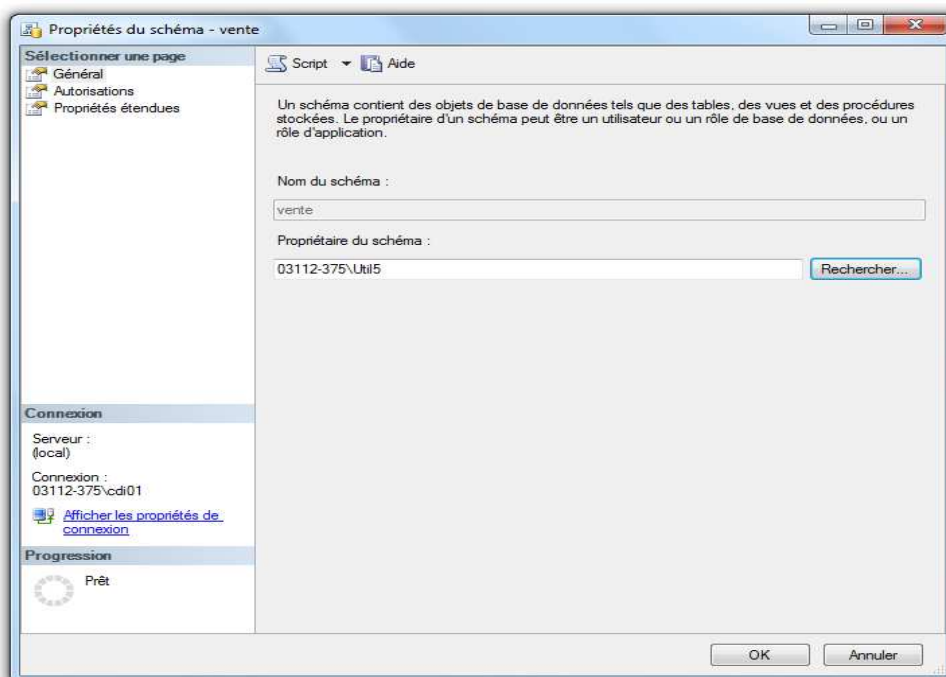 Propriétés du schéma - vente
Sélectionner une page
Général
Autorisations
Propriétés étendues
Script
Aide
Un schéma contient des objets de base de données tels que des tables, des vues et des procédures
stockées. Le propriétaire d'un schéma peut être un utilisateur ou un rôle de base de données, ou un
rôle d'application.
Nom du schéma :
vente
Propriétaire du schéma :
03112-375\Util5
Rechercher...
Connexion
Serveur :
(local)
Connexion :
03112-375\cdi01
Afficher les propriétés de
connexion
Progression
Prêt
OK
Annuler